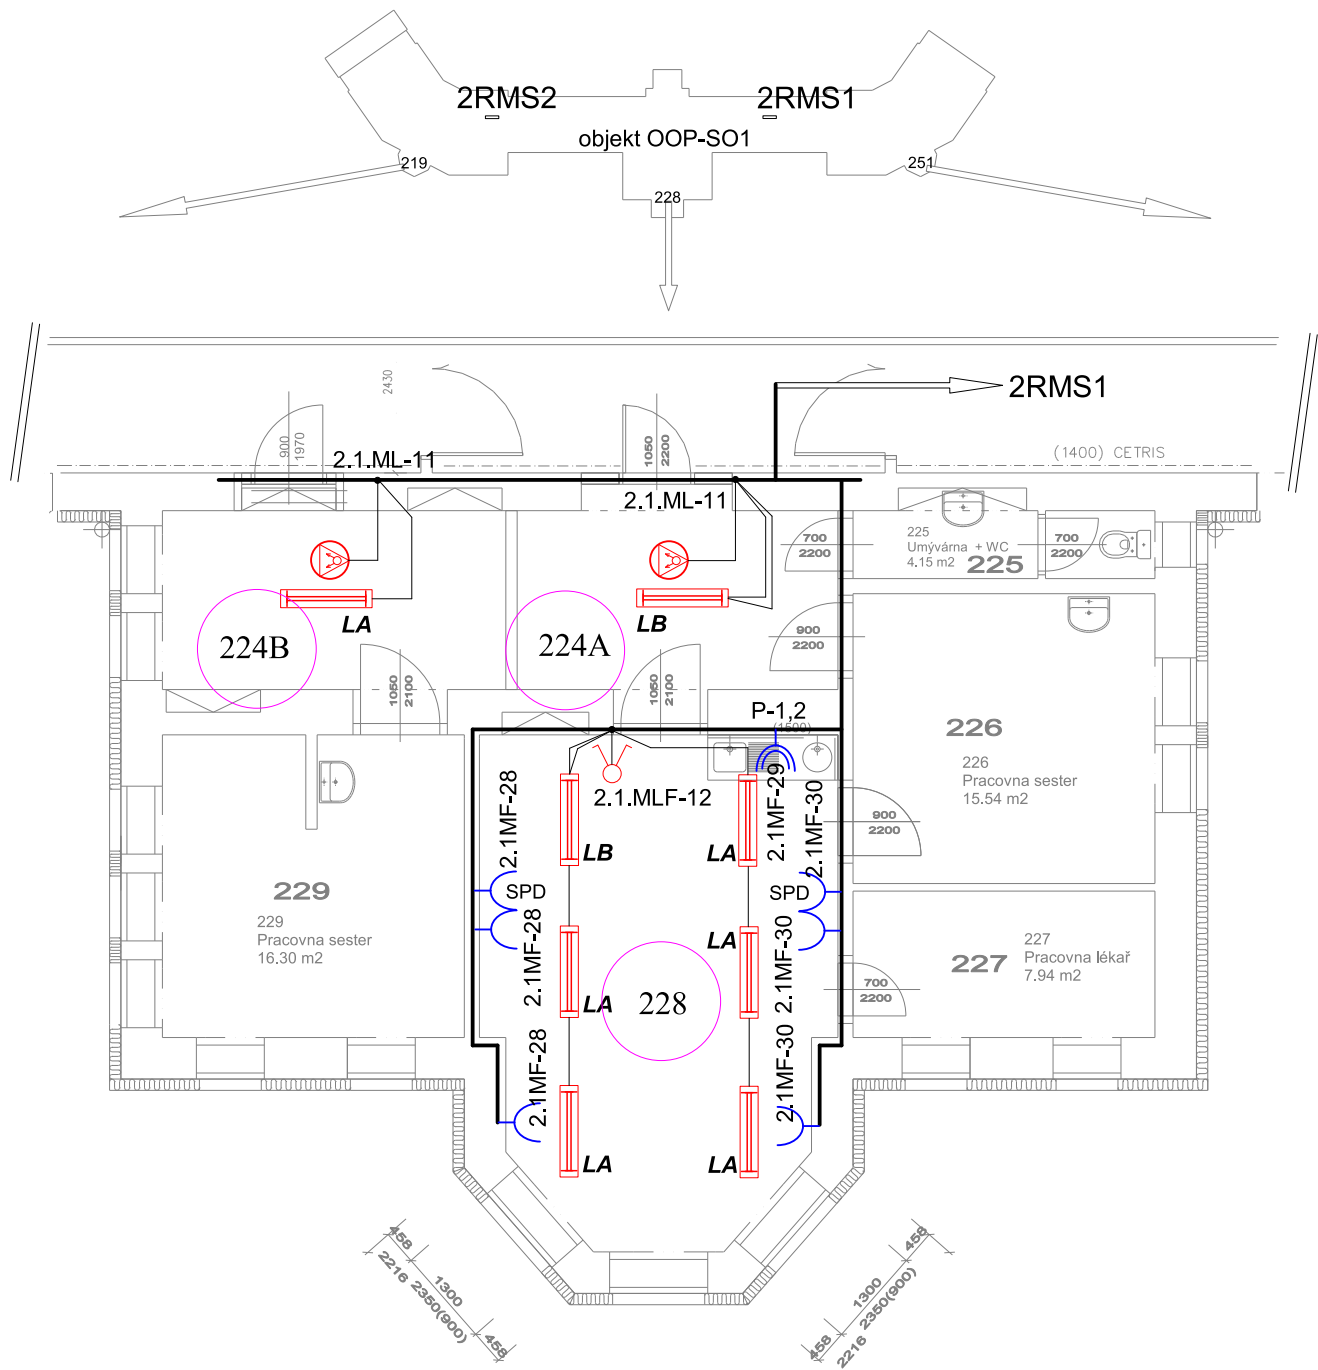 2RMS2
2RMS1
objekt OOP-SO1
219
251
228
2RMS1
2430
900
1970
1050
2200
(1400) CETRIS
2.1.ML-11
2.1.ML-11
700
2200
225
Umývárna + WC
4.15 m2
225
700
2200
LA
LB
224B
224A
900
2200
1050
2100
1050
2100
P-1,2
(1500)
226
226
Pracovna sester
15.54 m2
2.1.MLF-12
2.1MF-28
2.1MF-29
2.1MF-30
LB
LA
900
2200
SPD
SPD
229
229
Pracovna sester
16.30 m2
2.1MF-28
2.1MF-30
LA
LA
228
227
227
Pracovna lékař
7.94 m2
700
2200
2.1MF-28
2.1MF-30
LA
LA
458
1300
458
2216 2350(900)
458
1300
458
2216 2350(900)